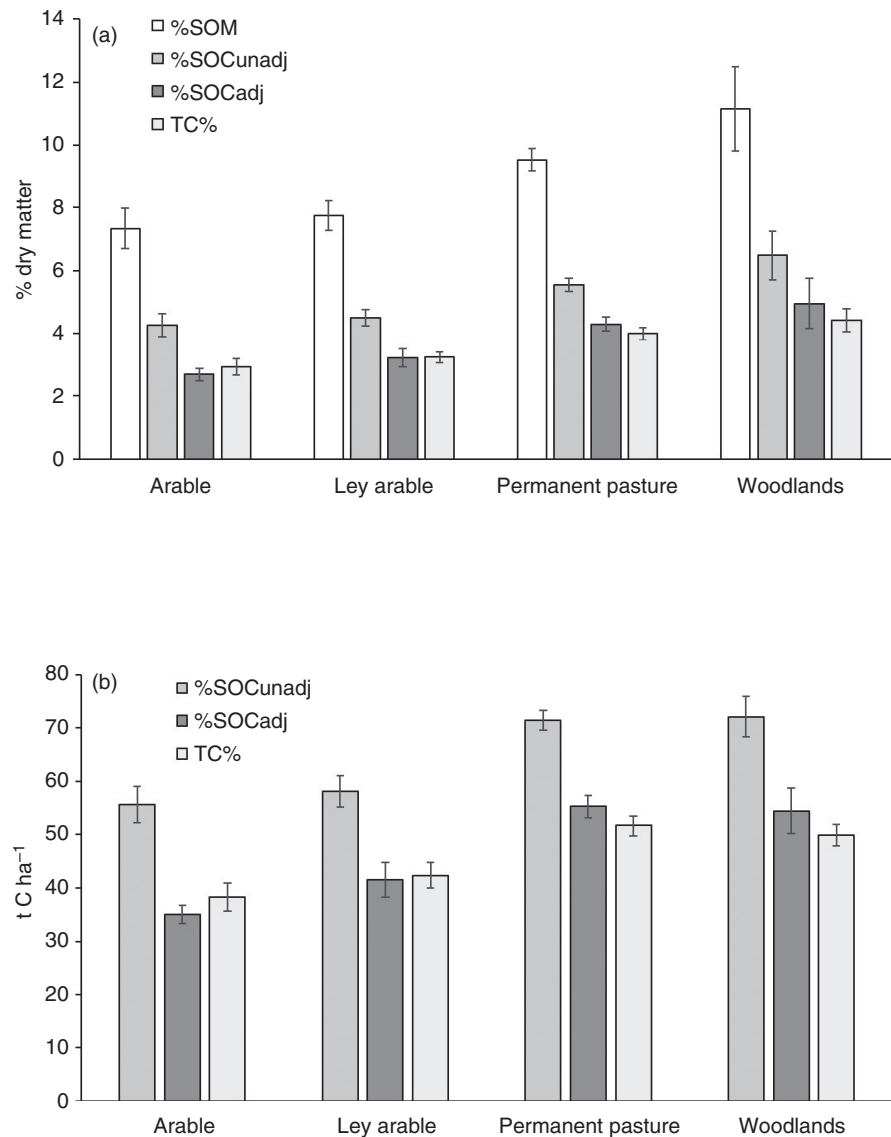 (a)
%SOM
%SOCunadj
%SOCadj
TC%
14
12
10
8
6
4
2
0
% dry matter
Arable Ley arable Permanent pasture Woodlands
(b)
%SOCunadj
%SOCadj
TC%
80
70
60
50
40
30
20
10
0
t C ha⁻¹
Arable Ley arable Permanent pasture Woodlands